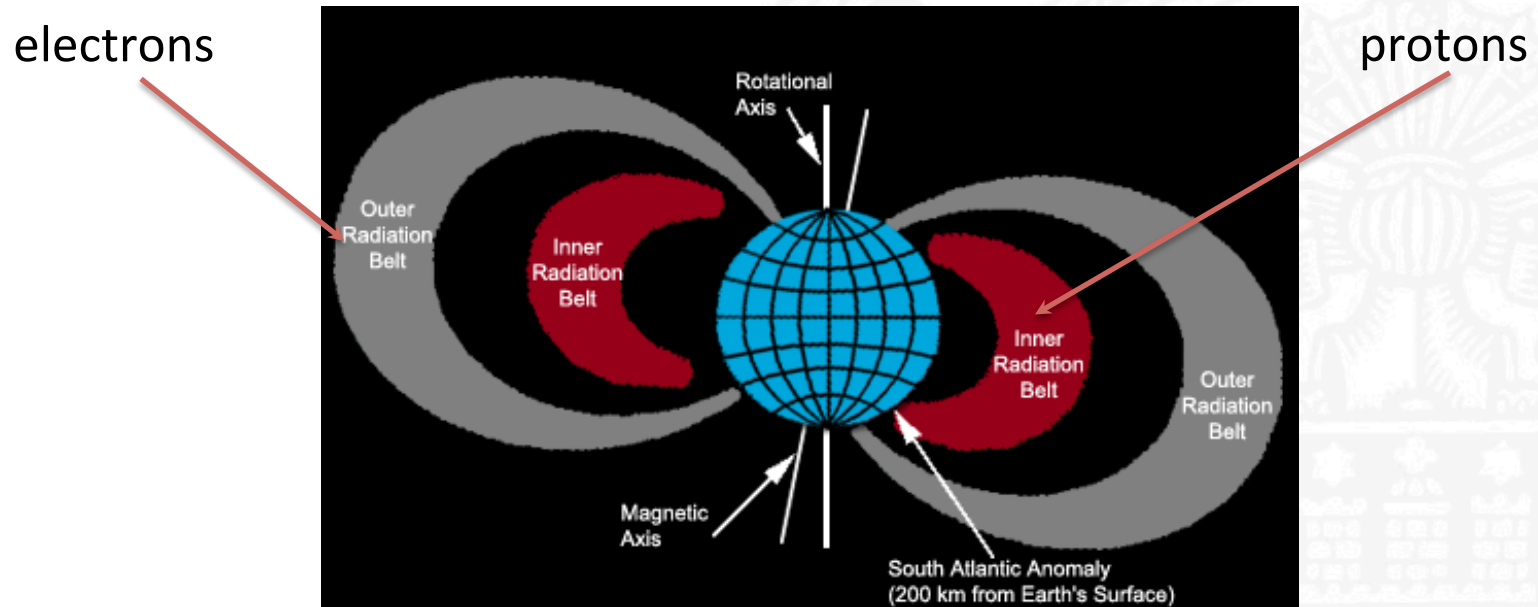 electrons
protons
Rotational
Axis
Outer
Radiation
Belt
Inner
Radiation
Belt
Inner
Radiation
Belt
Outer
Radiation
Belt
Magnetic
Axis
South Atlantic Anomaly
(200 km from Earth's Surface)